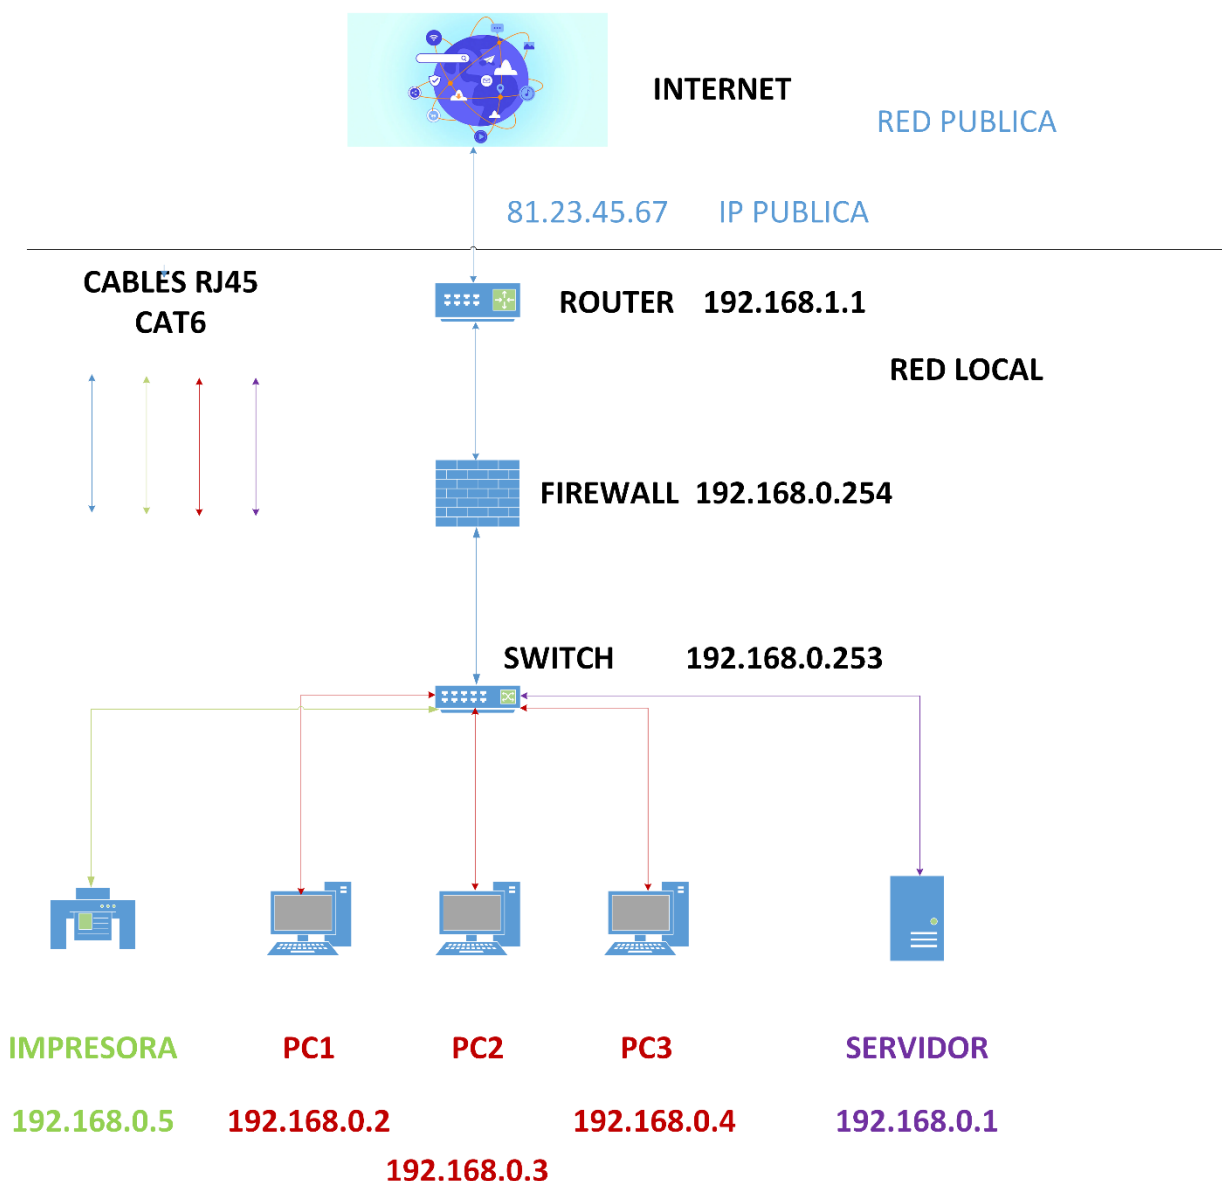 INTERNET
RED PUBLICA
81.23.45.67 IP PUBLICA
CABLES RJ45
CAT6
ROUTER 192.168.1.1
RED LOCAL
FIREWALL 192.168.0.254
SWITCH 192.168.0.253
IMPRESORA PC1 PC2 PC3 SERVIDOR
192.168.0.5 192.168.0.2 192.168.0.4 192.168.0.1
192.168.0.3